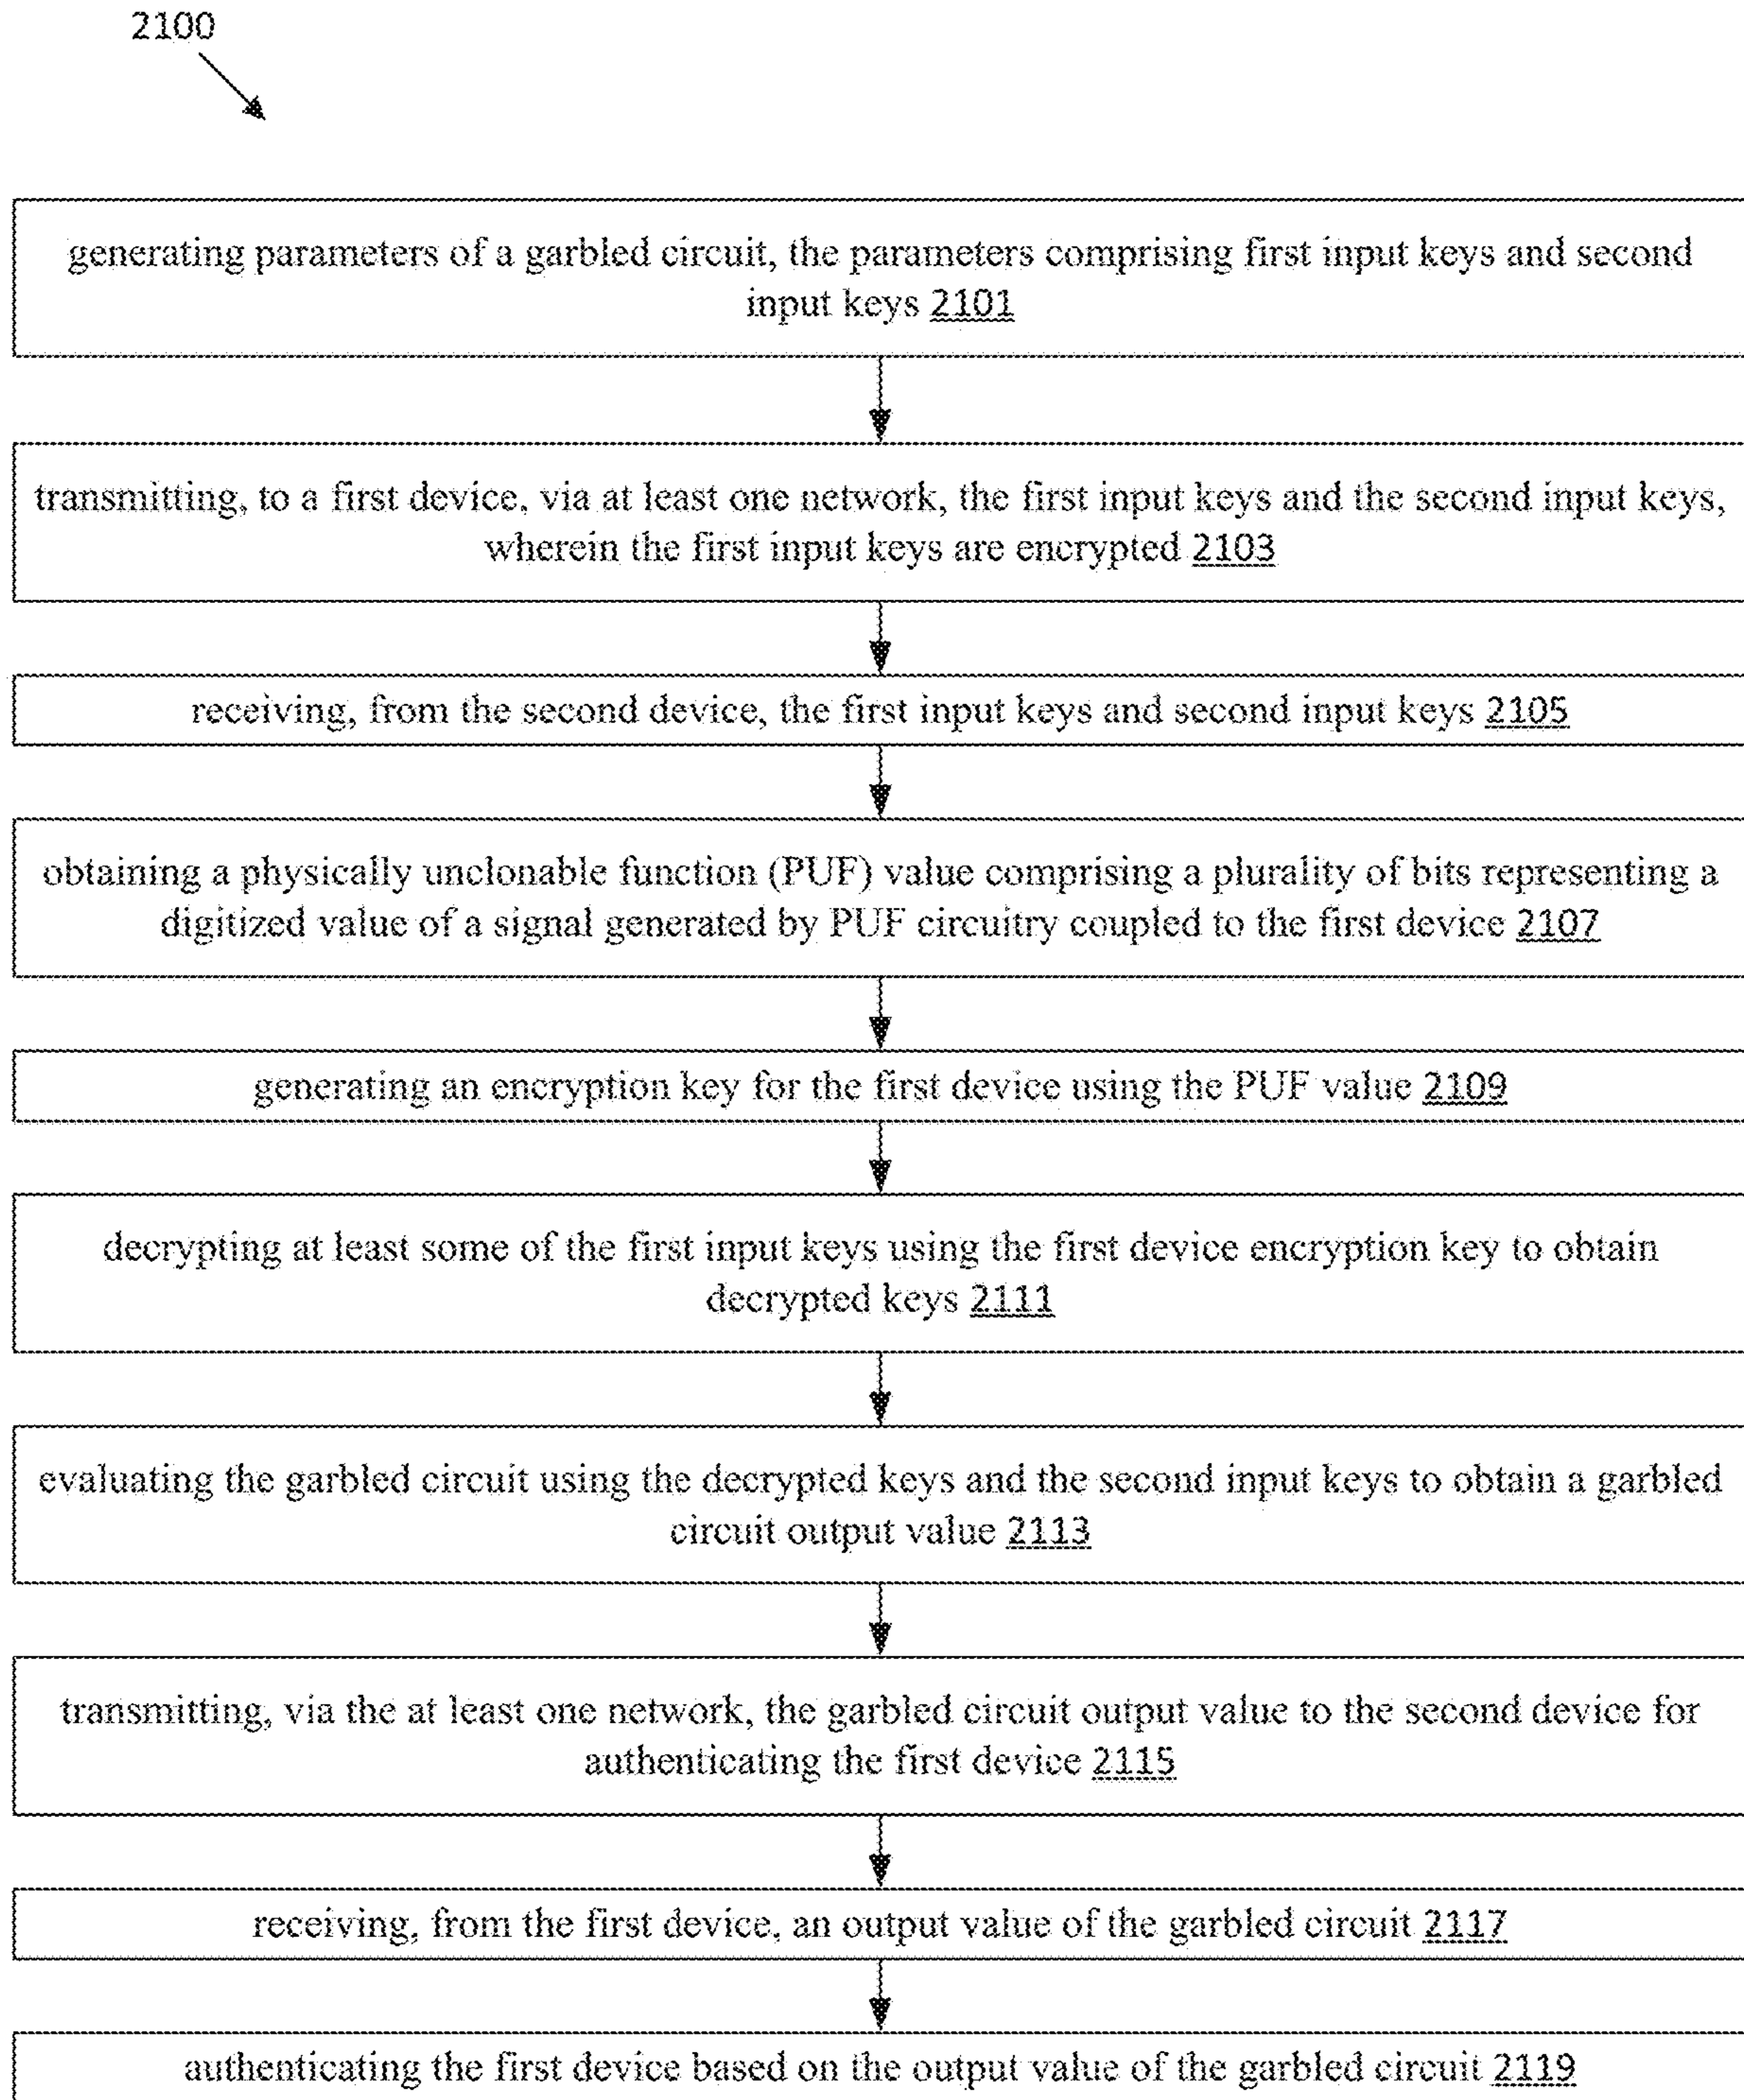 2100
generating parameters of a garbled circuit, the parameters comprising first input keys and second
input keys 2101
transmitting, to a first device, via at least one network, the first input keys and the second input keys,
wherein the first input keys are encrypted 2103
receiving, from the second device, the first input keys and second input keys 2105
obtaining a physically unclonable function (PUF) value comprising a plurality of bits representing a
digitized value of a signal generated by PUF circuitry coupled to the first device 2107
generating an encryption key for the first device using the PUF value 2109
decrypting at least some of the first input keys using the first device encryption key to obtain
decrypted keys 2111
evaluating the garbled circuit using the decrypted keys and the second input keys to obtain a garbled
circuit output value 2113
transmitting, via the at least one network, the garbled circuit output value to the second device for
authenticating the first device 2115
receiving, from the first device, an output value of the garbled circuit 2117
authenticating the first device based on the output value of the garbled circuit 2119